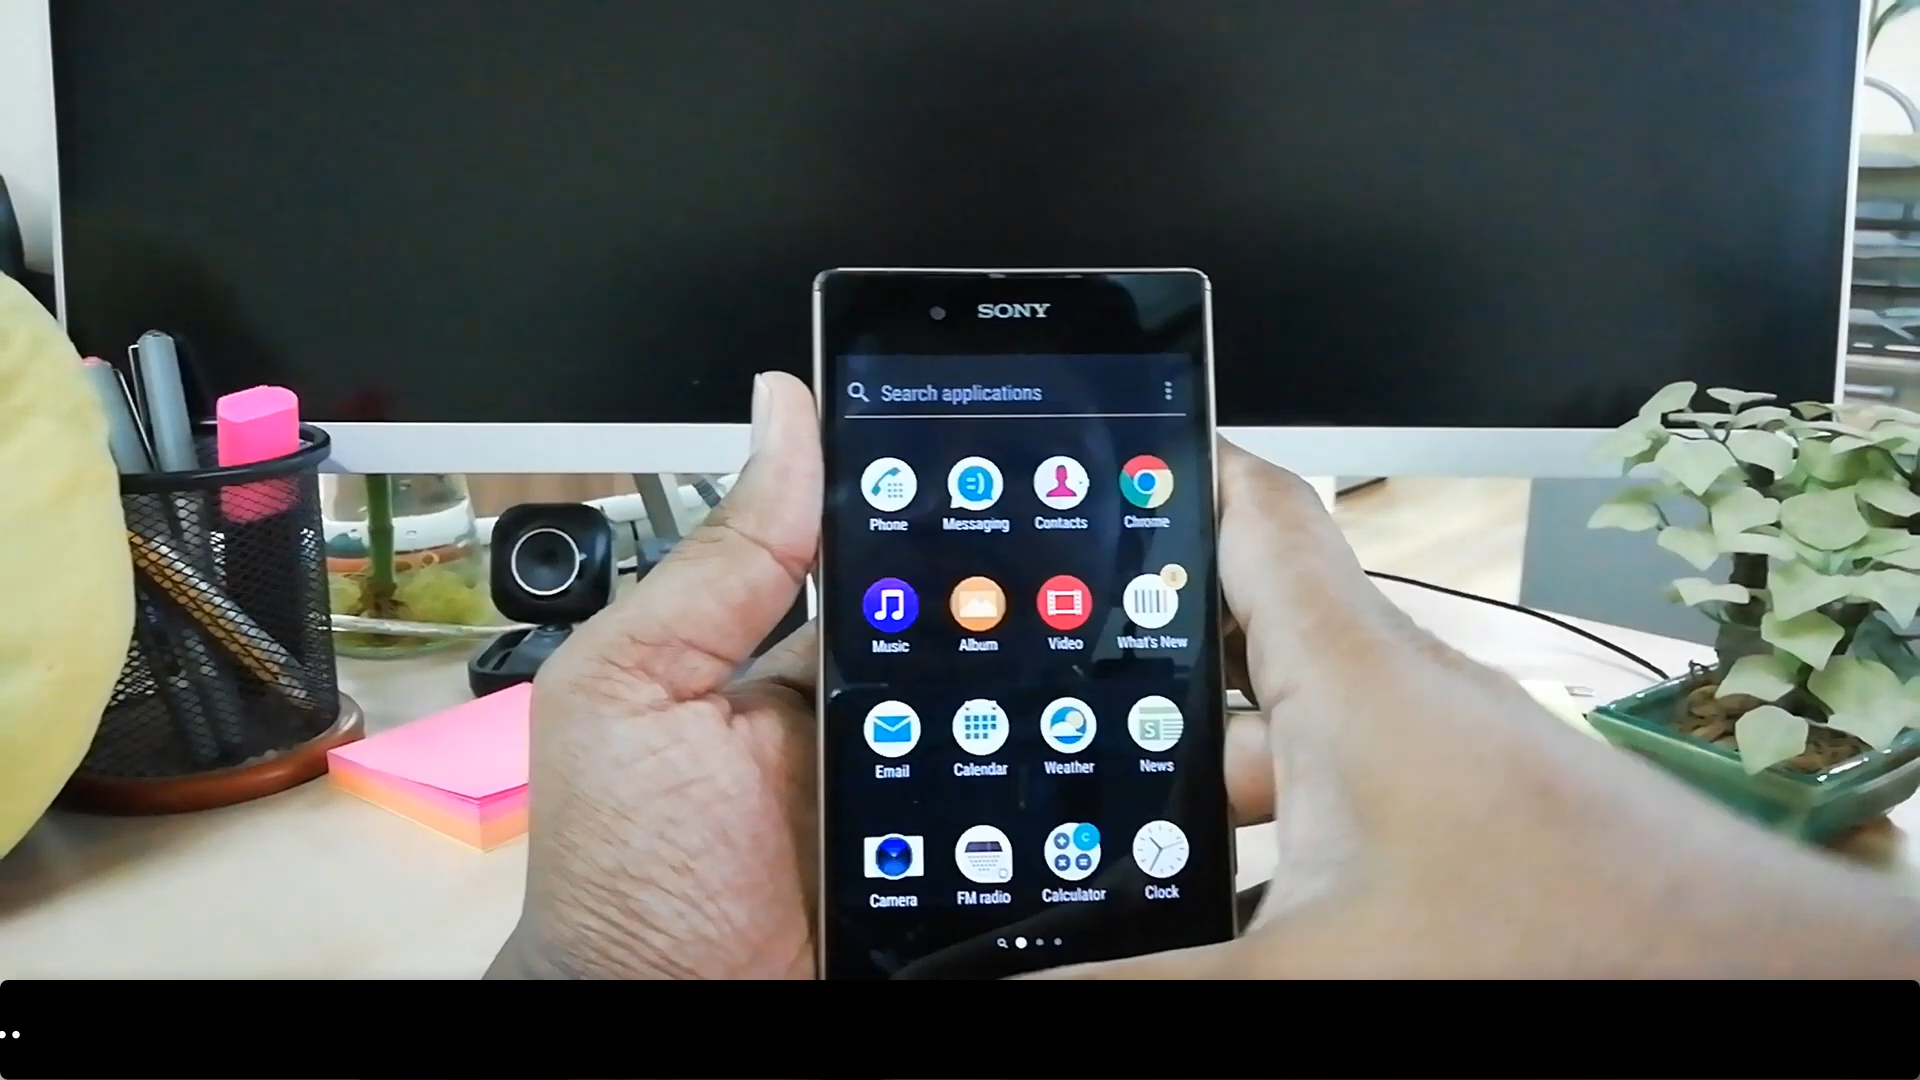 SONY
Search applications
Phone Messaging Contacts Chrome
Music Album Video What's New
Email Calendar Weather News
Camera FM radio Calculator Clock